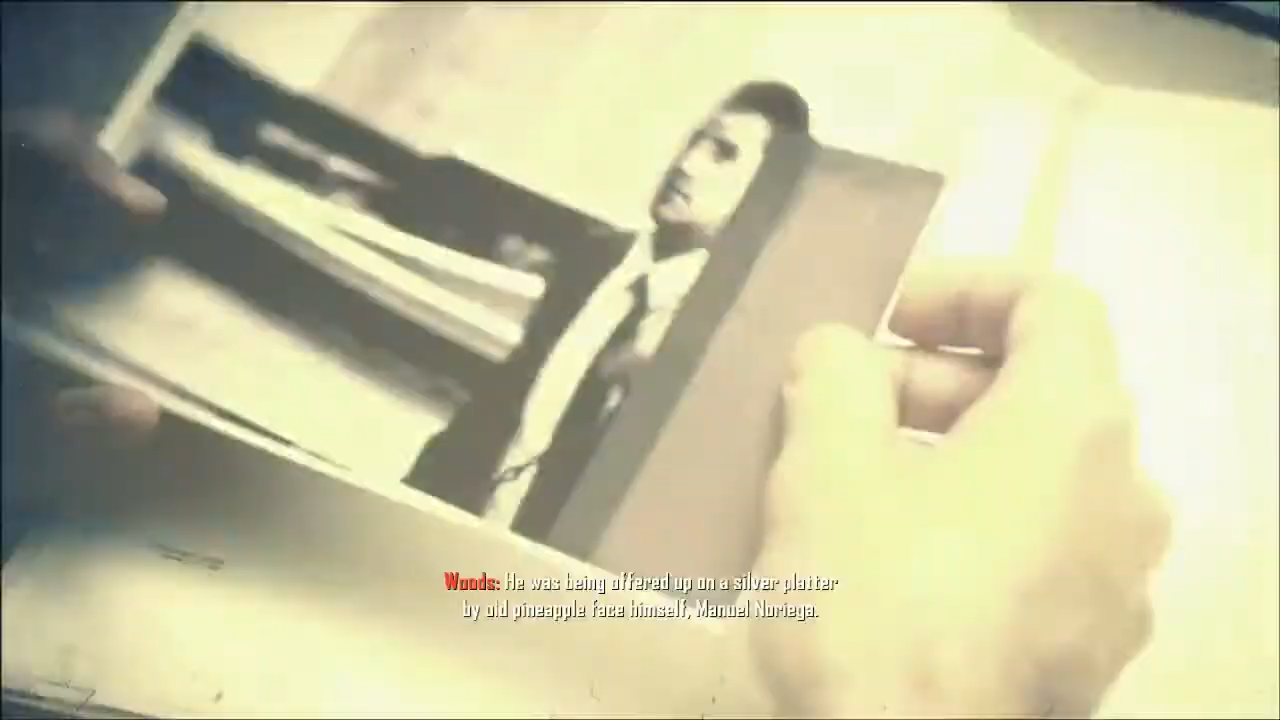 Woods: He was being offered up on a silver platter
by old pineapple face himself, Manuel Noriega.